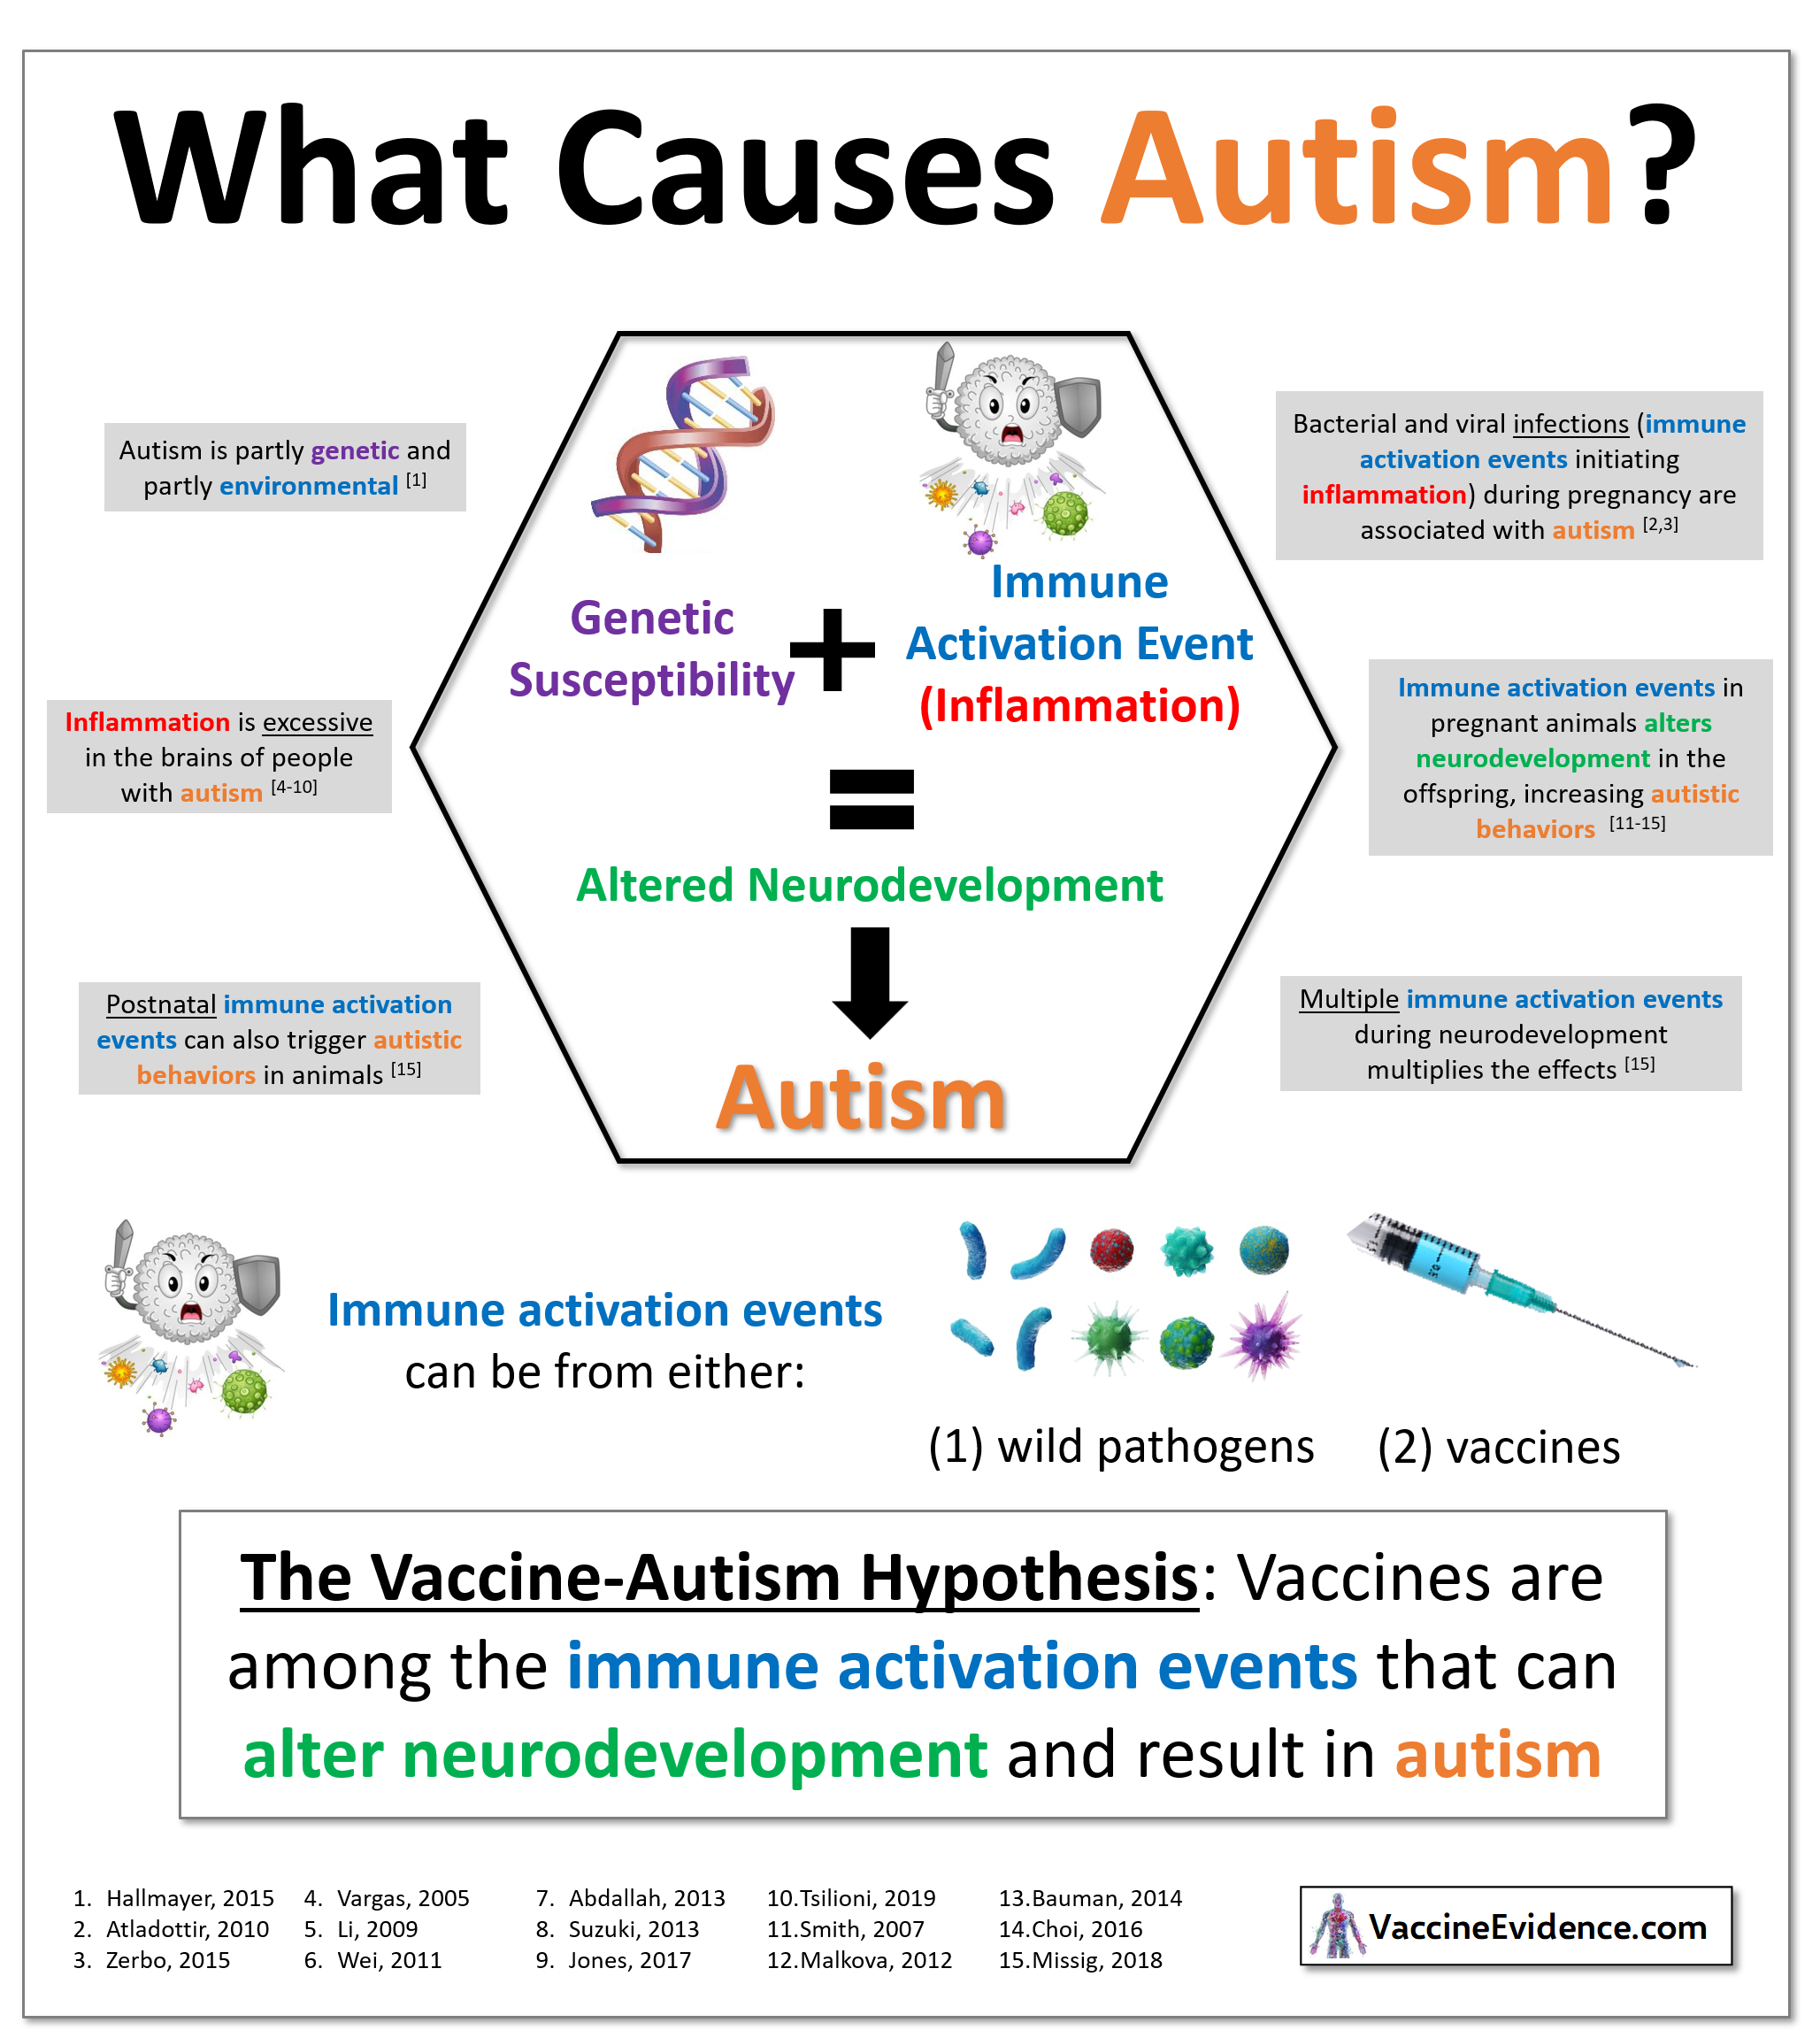 What Causes Autism?
Autism is partly genetic and
partly environmental [1]
Bacterial and viral infections (immune
activation events initiating
inflammation) during pregnancy are
associated with autism [2,3]
Genetic
Susceptibility
+
Immune
Activation Event
(Inflammation)
Inflammation is excessive
in the brains of people
with autism [4-10]
Immune activation events in
pregnant animals alters
neurodevelopment in the
offspring, increasing autistic
behaviors [11-15]
=
Altered Neurodevelopment
Postnatal immune activation
events can also trigger autistic
behaviors in animals [15]
Multiple immune activation events
during neurodevelopment
multiplies the effects [15]
Autism
Immune activation events
can be from either:
(1) wild pathogens
(2) vaccines
The Vaccine-Autism Hypothesis: Vaccines are
among the immune activation events that can
alter neurodevelopment and result in autism
1. Hallmayer, 2015
2. Atladottir, 2010
3. Zerbo, 2015
4. Vargas, 2005
5. Li, 2009
6. Wei, 2011
7. Abdallah, 2013
8. Suzuki, 2013
9. Jones, 2017
10.Tsilioni, 2019
11.Smith, 2007
12.Malkova, 2012
13.Bauman, 2014
14.Choi, 2016
15.Missig, 2018
VaccineEvidence.com